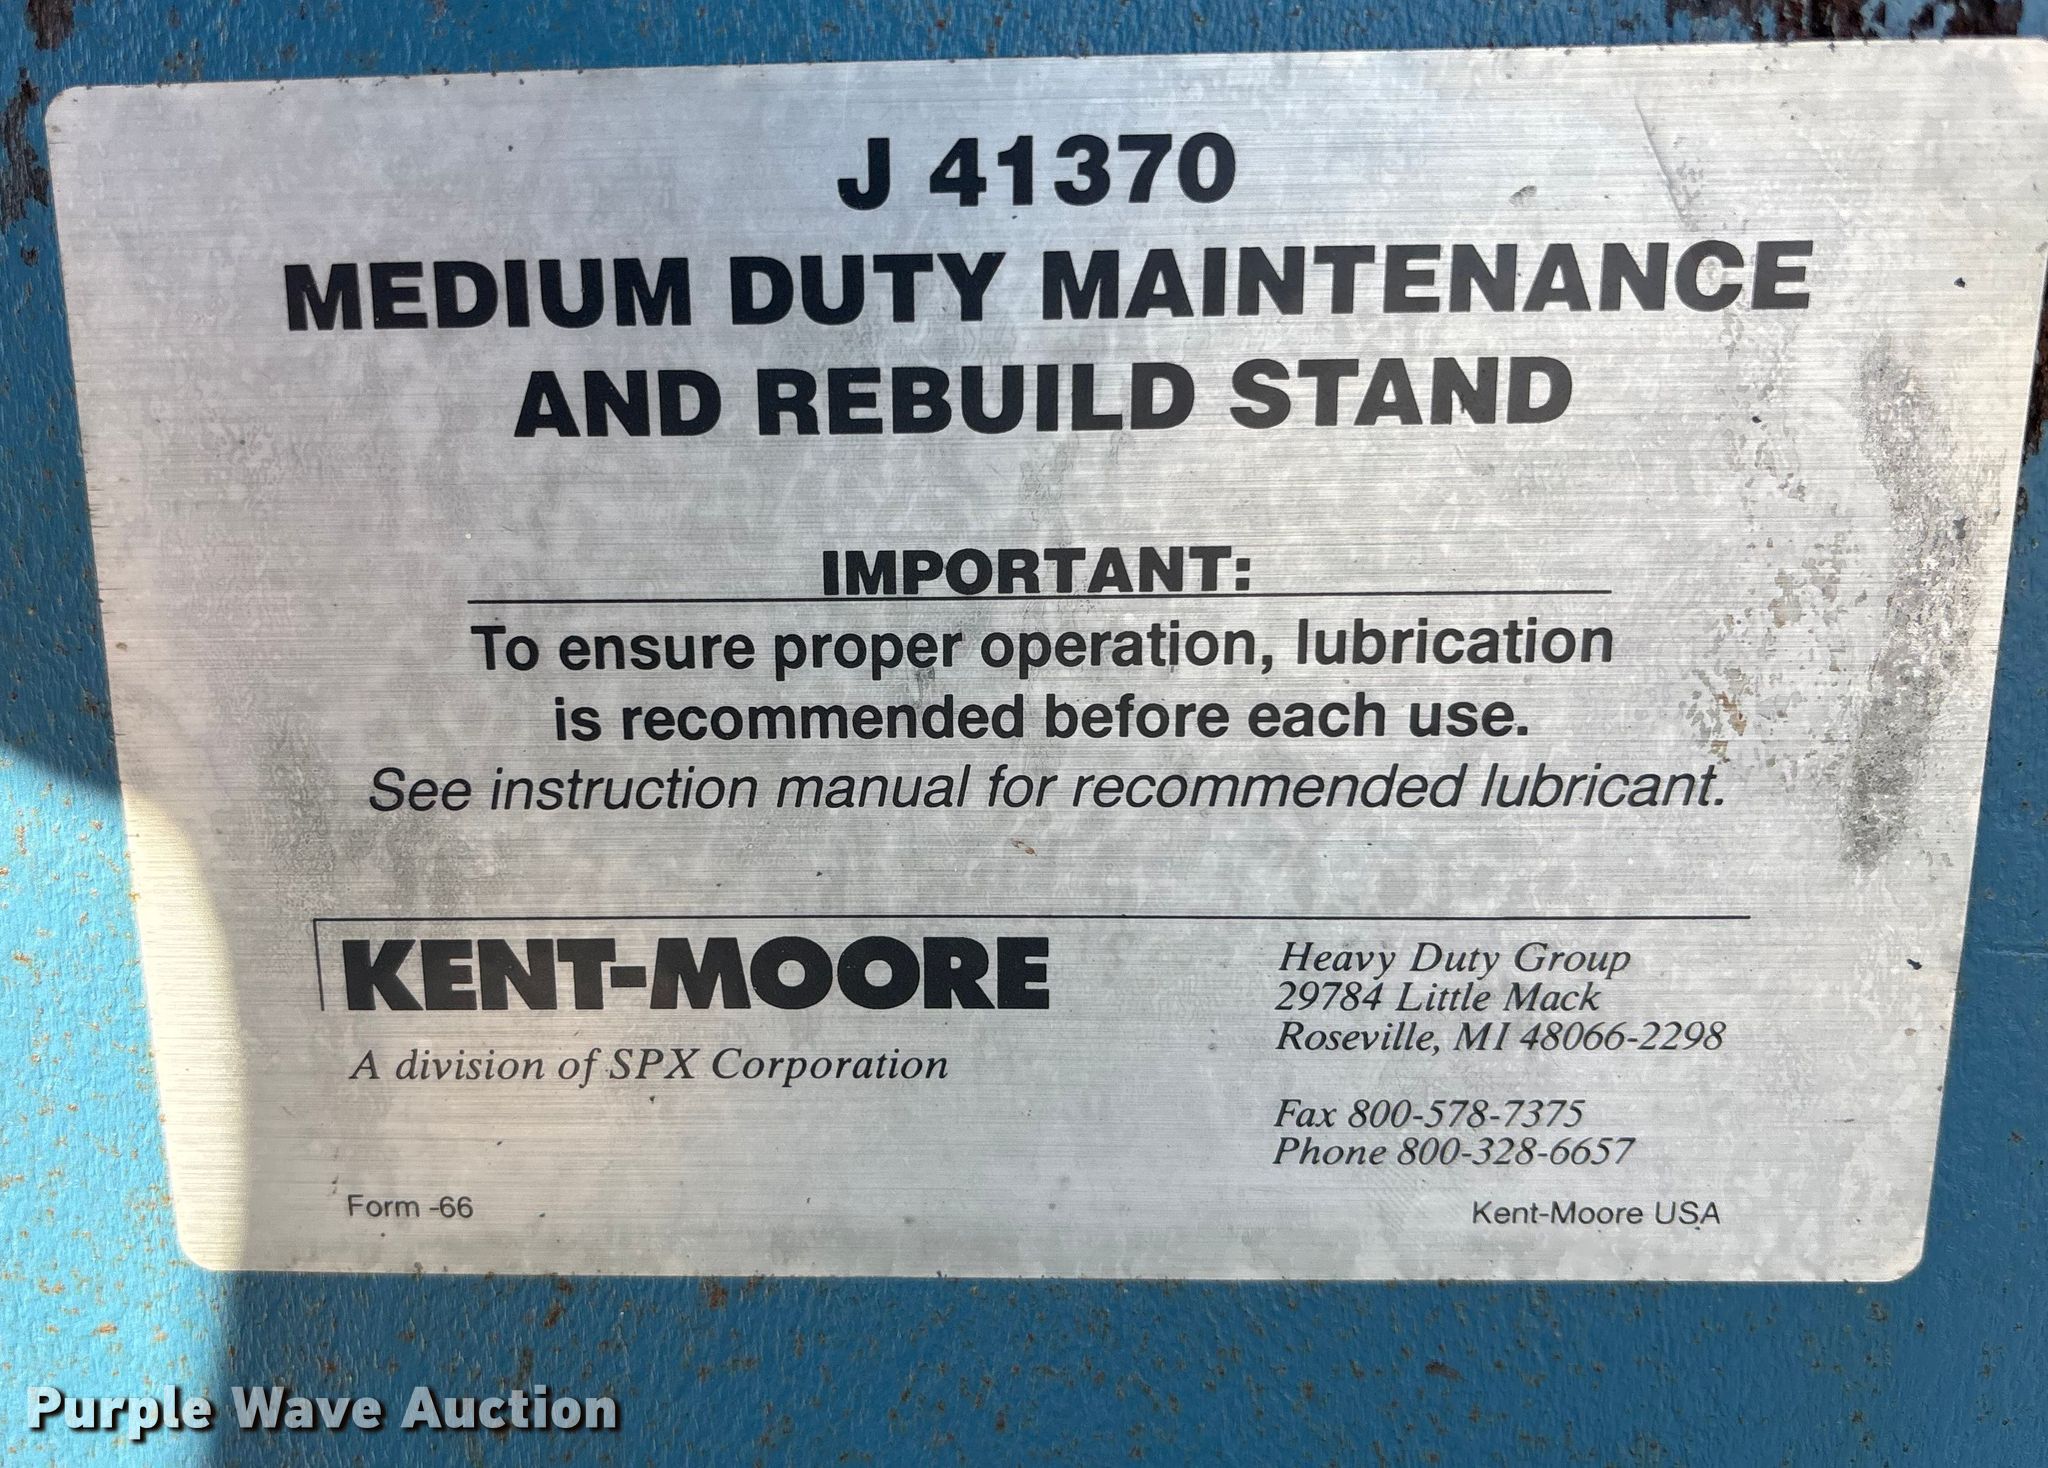 J 41370
MEDIUM DUTY MAINTENANCE
AND REBUILD STAND
IMPORTANT:
To ensure proper operation, lubrication
is recommended before each use.
See instruction manual for recommended lubricant.
KENT-MOORE
A division of SPX Corporation
Heavy Duty Group
29784 Little Mack
Roseville, MI 48066-2298
Fax 800-578-7375
Phone 800-328-6657
Form -66
Kent-Moore USA
Purple Wave Auction